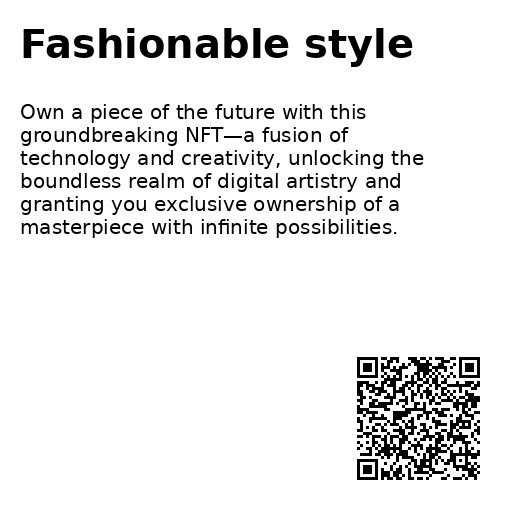 Fashionable style
Own a piece of the future with this
groundbreaking NFT—a fusion of
technology and creativity, unlocking the
boundless realm of digital artistry and
granting you exclusive ownership of a
masterpiece with infinite possibilities.